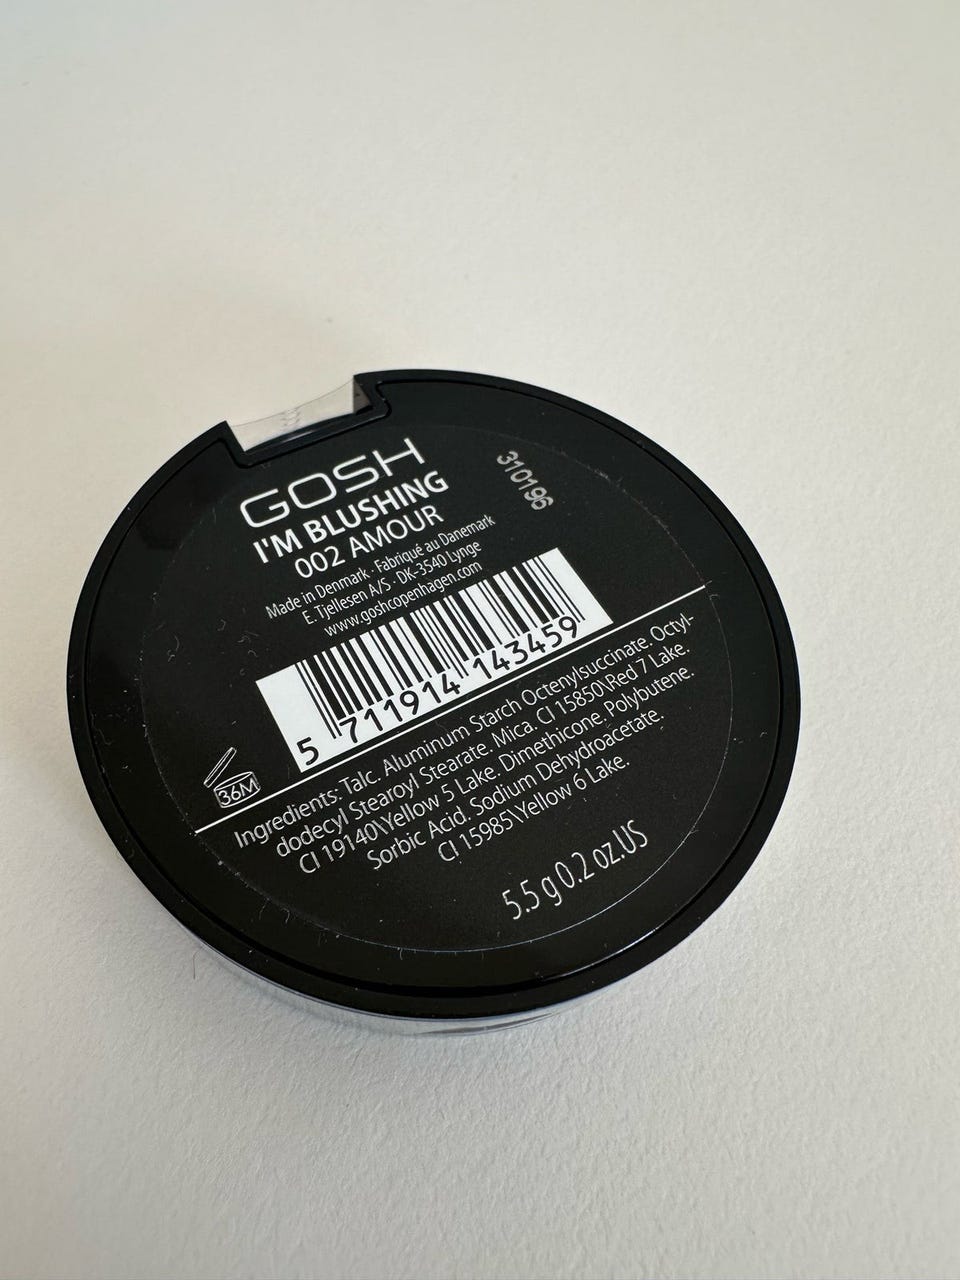 GOSH
I'M BLUSHING
002 AMOUR
310196
Made in Denmark · Fabriqué au Danemark
E. Tjellesen A/S · DK-3540 Lynge
www.goshcopenhagen.com
5 711914 143459
36M
Ingredients: Talc. Aluminum Starch Octenylsuccinate. Octyl-
dodecyl Stearoyl Stearate. Mica. CI 15850\Red 7 Lake.
CI 19140\Yellow 5 Lake. Dimethicone. Polybutene.
Sorbic Acid. Sodium Dehydroacetate.
CI 15985\Yellow 6 Lake.
5.5 g 0.2 oz.US